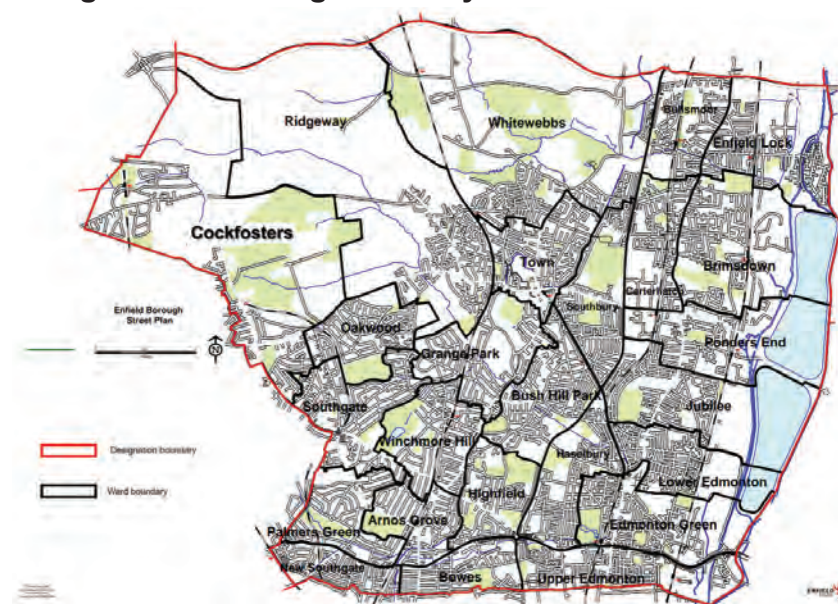 Ridgeway
Whitewebbs
Enfield Lock
Cockfosters
Town
Brimsdown
Southbury
Enfield Borough
Street Plan
Oakwood
Grange Park
Ponders End
N
Bush Hill Park
Jubilee
Southgate
Winchmore Hill
Haselbury
Designation boundary
Lower Edmonton
Ward boundary
Highfield
Arnos Grove
Edmonton Green
Palmers Green
New Southgate
Bowes
Upper Edmonton
ENFIELD